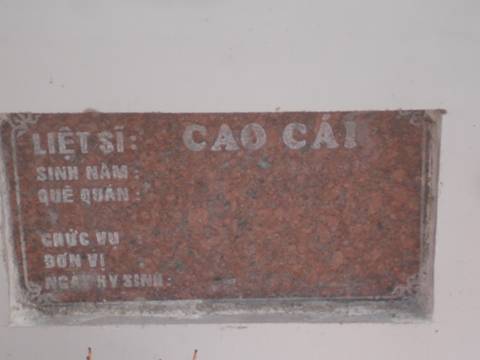 LIỆT SĨ: CAO CÁI
SINH NĂM:
QUÊ QUÁN:
CHỨC VỤ
ĐƠN VỊ
NGÀY HY SINH: